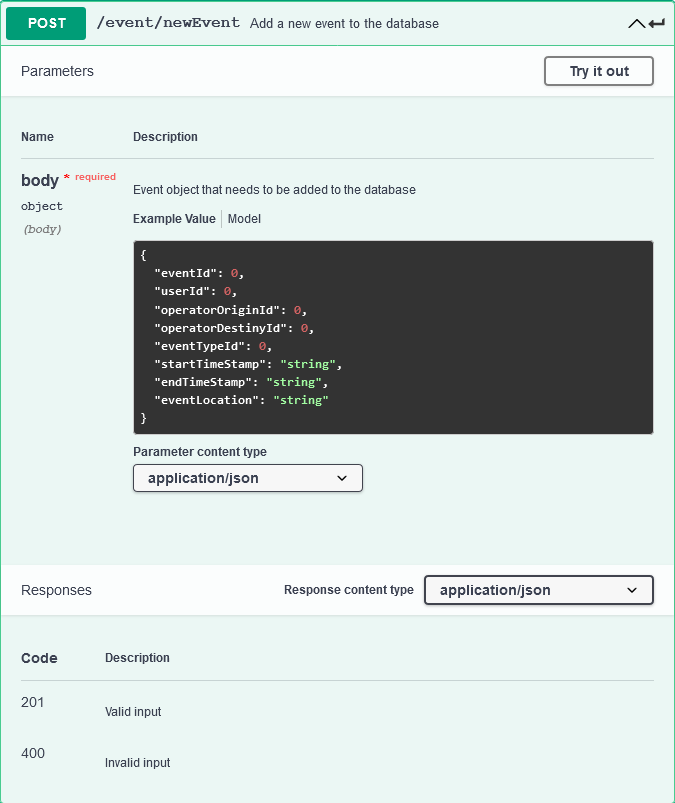 POST /event/newEvent Add a new event to the database
Parameters Try it out
Name Description
body * required
object
(body)
Event object that needs to be added to the database
Example Value Model
{
"eventId": 0,
"userId": 0,
"operatorOriginId": 0,
"operatorDestinyId": 0,
"eventTypeId": 0,
"startTimeStamp": "string",
"endTimeStamp": "string",
"eventLocation": "string"
}
Parameter content type
application/json
Responses Response content type application/json
Code Description
201 Valid input
400 Invalid input